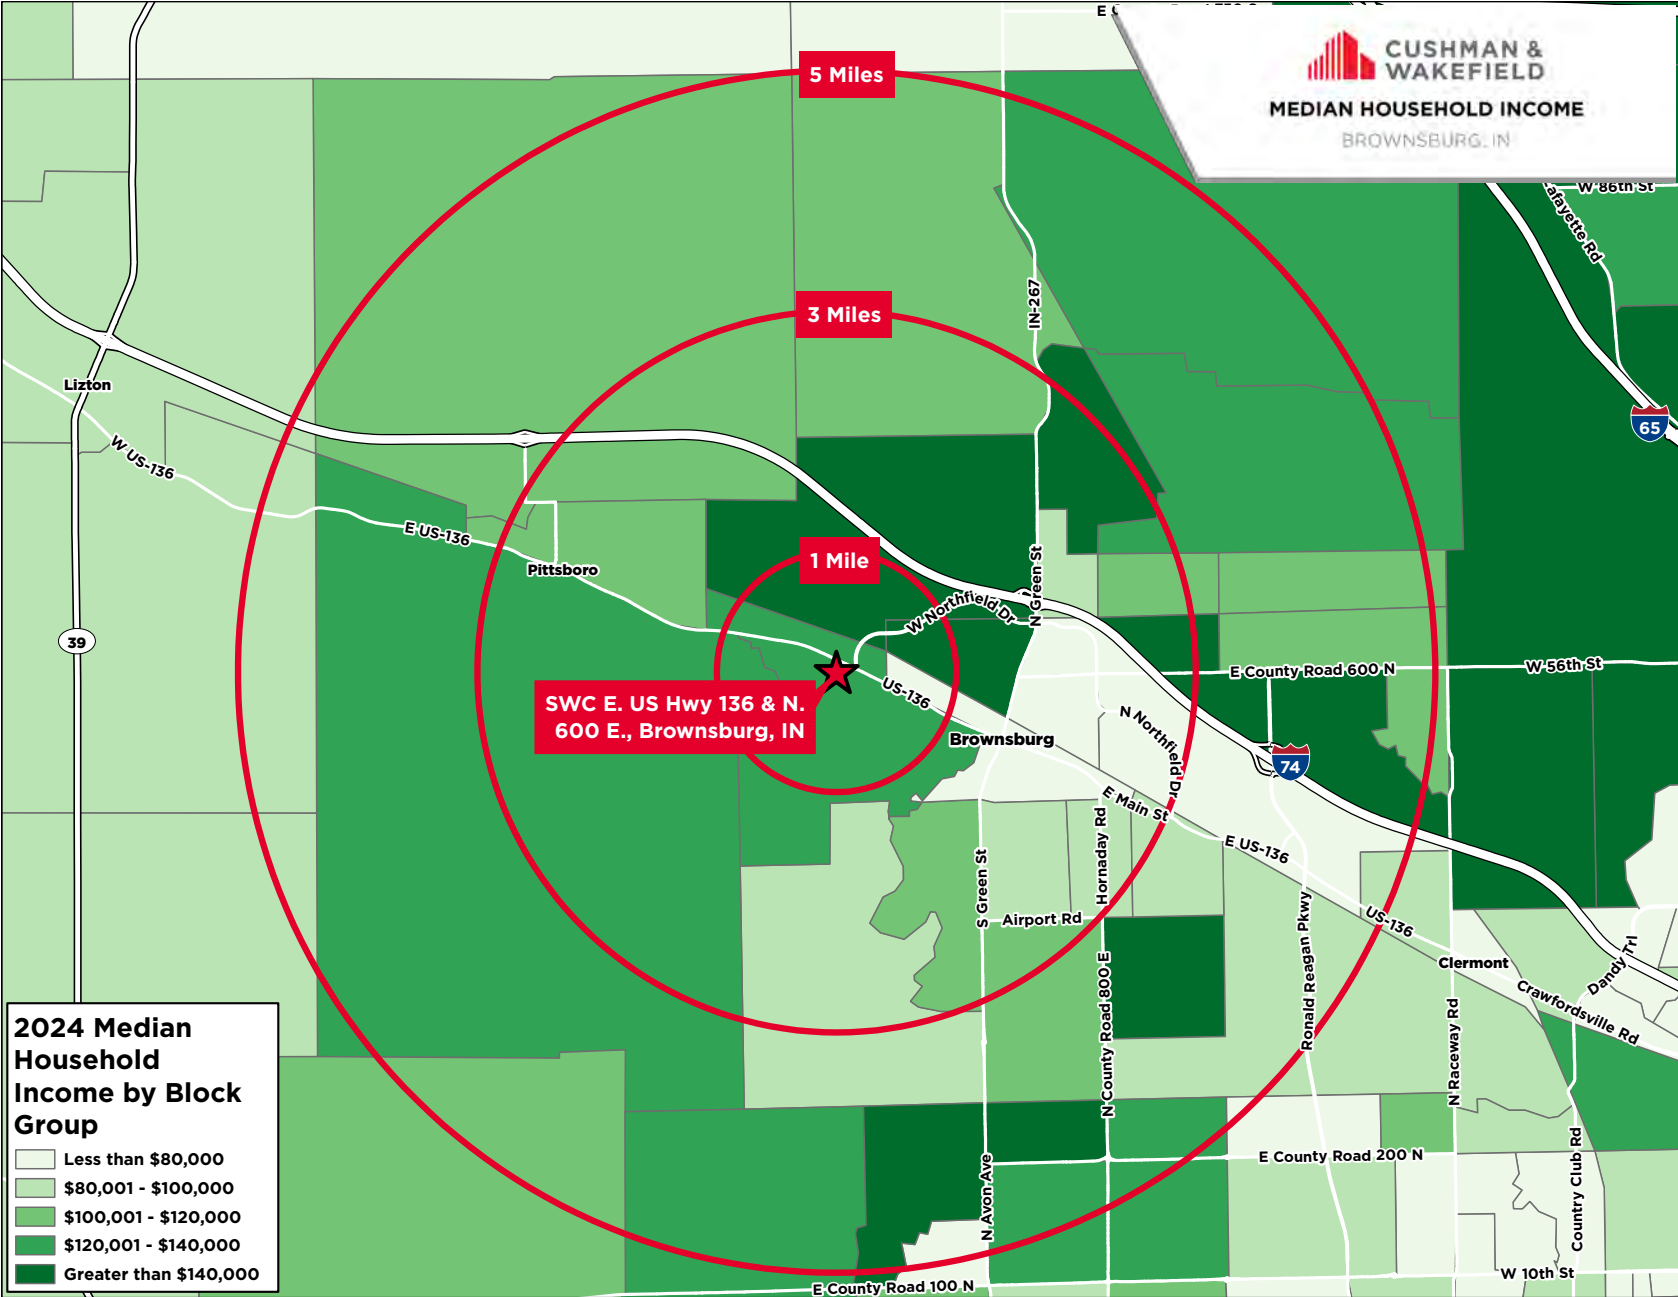 CUSHMAN &
WAKEFIELD
MEDIAN HOUSEHOLD INCOME
BROWNSBURG, IN
5 Miles
3 Miles
1 Mile
SWC E. US Hwy 136 & N.
600 E., Brownsburg, IN
W 86th St
Lafayette Rd
IN-267
65
Lizton
W US-136
E US-136
Pittsboro
39
N Green St
W Northfield Dr
E County Road 600 N
W 56th St
US-136
Brownsburg
N Northfield Dr
74
E Main St
E US-136
Hornaday Rd
S Green St
Airport Rd
US-136
Ronald Reagan Pkwy
Clermont
Dandy Trl
Crawfordsville Rd
N County Road 800 E
N Raceway Rd
E County Road 200 N
N Avon Ave
Country Club Rd
W 10th St
E County Road 100 N
2024 Median
Household
Income by Block
Group
Less than $80,000
$80,001 - $100,000
$100,001 - $120,000
$120,001 - $140,000
Greater than $140,000